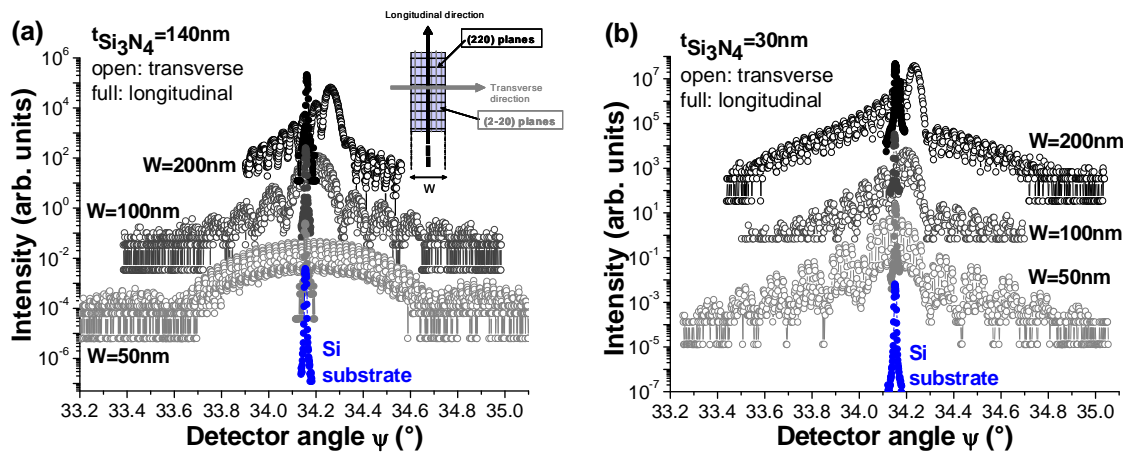 (a)
tSi3N4=140nm
open: transverse
full: longitudinal
Longitudinal direction
(220) planes
Transverse
direction
(2-20) planes
W
W=200nm
W=100nm
W=50nm
Si
substrate
Intensity (arb. units)
10^6
10^4
10^2
10^0
10^-2
10^-4
10^-6
33.2 33.4 33.6 33.8 34.0 34.2 34.4 34.6 34.8 35.0
Detector angle ψ (°)
(b)
tSi3N4=30nm
open: transverse
full: longitudinal
W=200nm
W=100nm
W=50nm
Si
substrate
Intensity (arb. units)
10^7
10^5
10^3
10^1
10^-1
10^-3
10^-5
10^-7
33.2 33.4 33.6 33.8 34.0 34.2 34.4 34.6 34.8 35.0
Detector angle ψ (°)